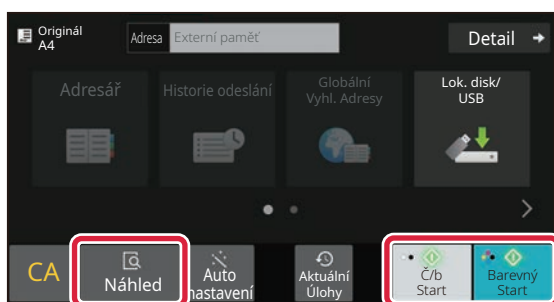 Originál
A4
Adresa
Externí paměť
Detail
Adresář
Historie odeslání
Globální
Vyhl. Adresy
Lok. disk/
USB
CA
Náhled
Auto
nastavení
Aktuální
Úlohy
Č/b
Start
Barevný
Start